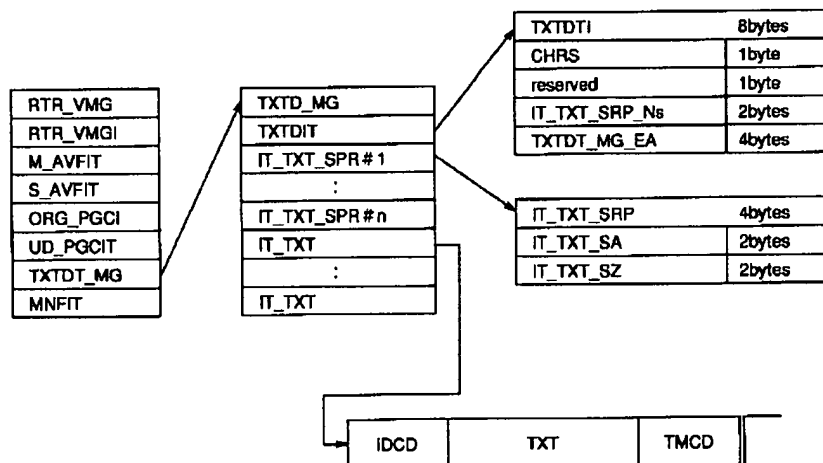 RTR_VMG
RTR_VMGI
M_AVFIT
S_AVFIT
ORG_PGCI
UD_PGCIT
TXTDT_MG
MNFIT
TXTD_MG
TXTDIT
IT_TXT_SPR#1
:
IT_TXT_SPR#n
IT_TXT
:
IT_TXT
TXTDTI 8bytes
CHRS 1byte
reserved 1byte
IT_TXT_SRP_Ns 2bytes
TXTDT_MG_EA 4bytes
IT_TXT_SRP 4bytes
IT_TXT_SA 2bytes
IT_TXT_SZ 2bytes
IDCD TXT TMCD